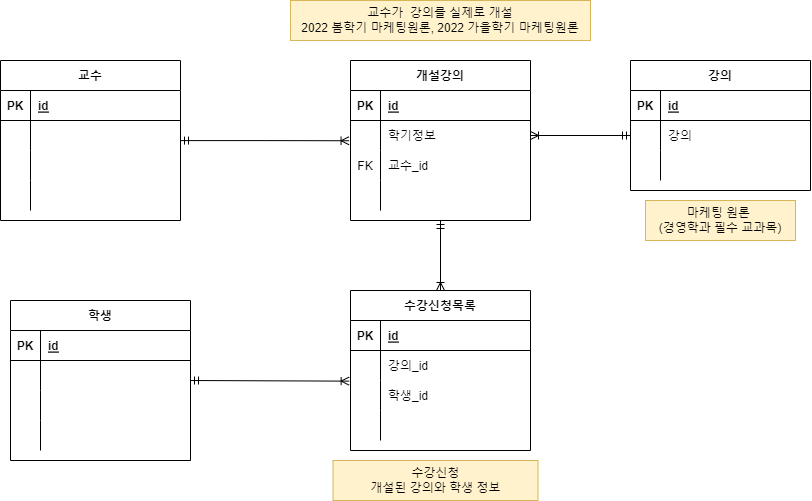 교수가 강의를 실제로 개설
2022 봄학기 마케팅원론, 2022 가을학기 마케팅원론
교수
PK id
개설강의
PK id
학기정보
FK 교수_id
강의
PK id
강의
마케팅 원론
(경영학과 필수 교과목)
학생
PK id
수강신청목록
PK id
강의_id
학생_id
수강신청
개설된 강의와 학생 정보